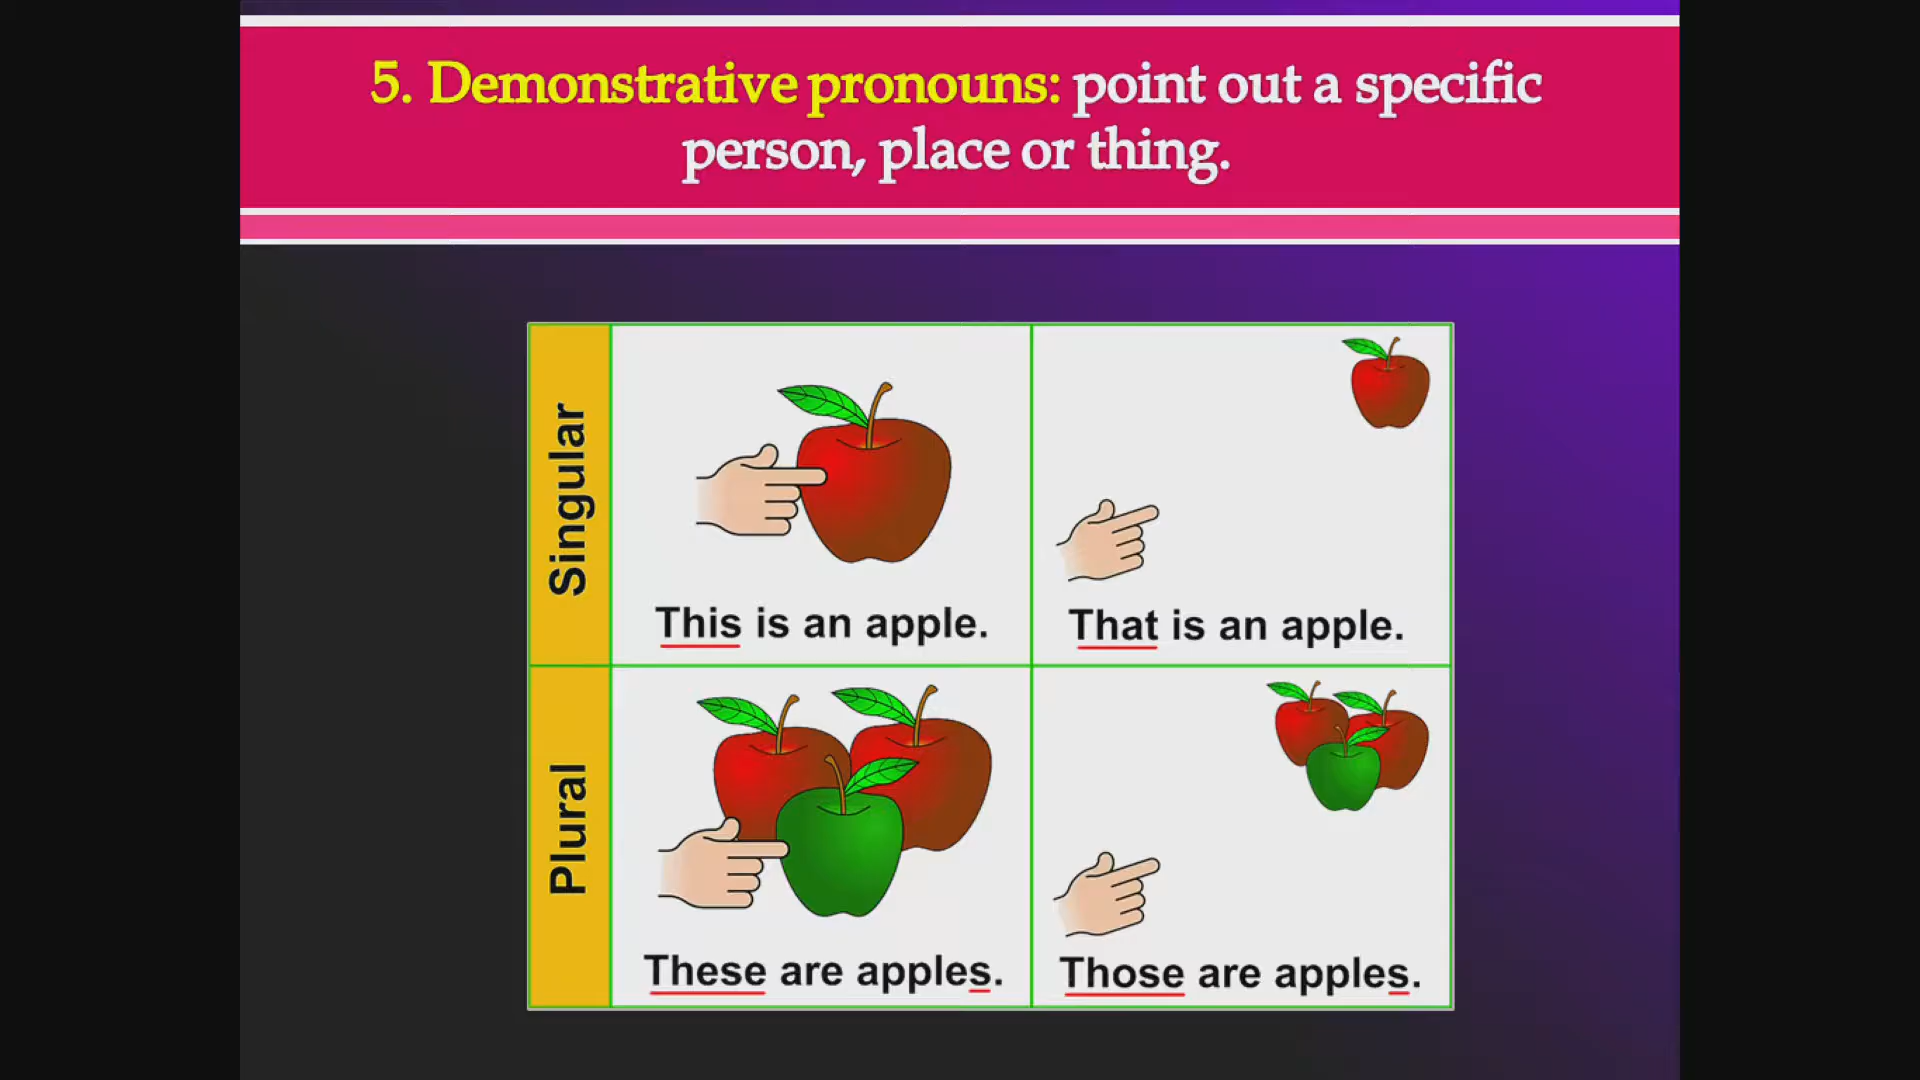 5. Demonstrative pronouns: point out a specific
person, place or thing.
Singular
This is an apple.
That is an apple.
Plural
These are apples.
Those are apples.